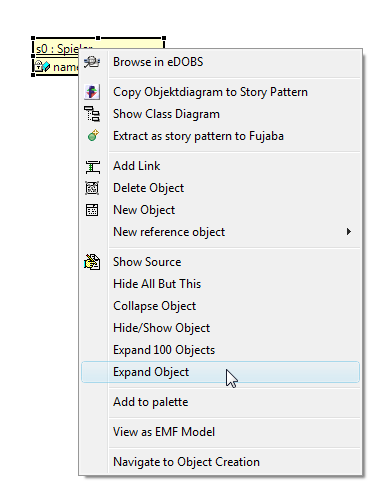 s0 : Spieler
name
Browse in eDOBS
Copy Objektdiagram to Story Pattern
Show Class Diagram
Extract as story pattern to Fujaba
Add Link
Delete Object
New Object
New reference object
Show Source
Hide All But This
Collapse Object
Hide/Show Object
Expand 100 Objects
Expand Object
Add to palette
View as EMF Model
Navigate to Object Creation